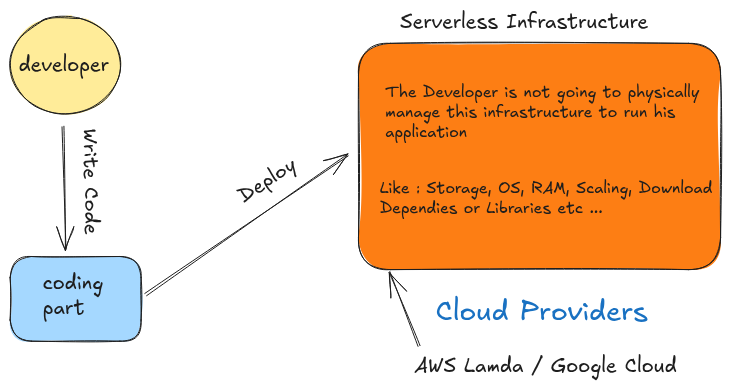 Serverless Infrastructure
developer
The Developer is not going to physically
manage this infrastructure to run his
application
Write Code
Deploy
Like : Storage, OS, RAM, Scaling, Download
Dependies or Libraries etc ...
coding
part
Cloud Providers
AWS Lamda / Google Cloud